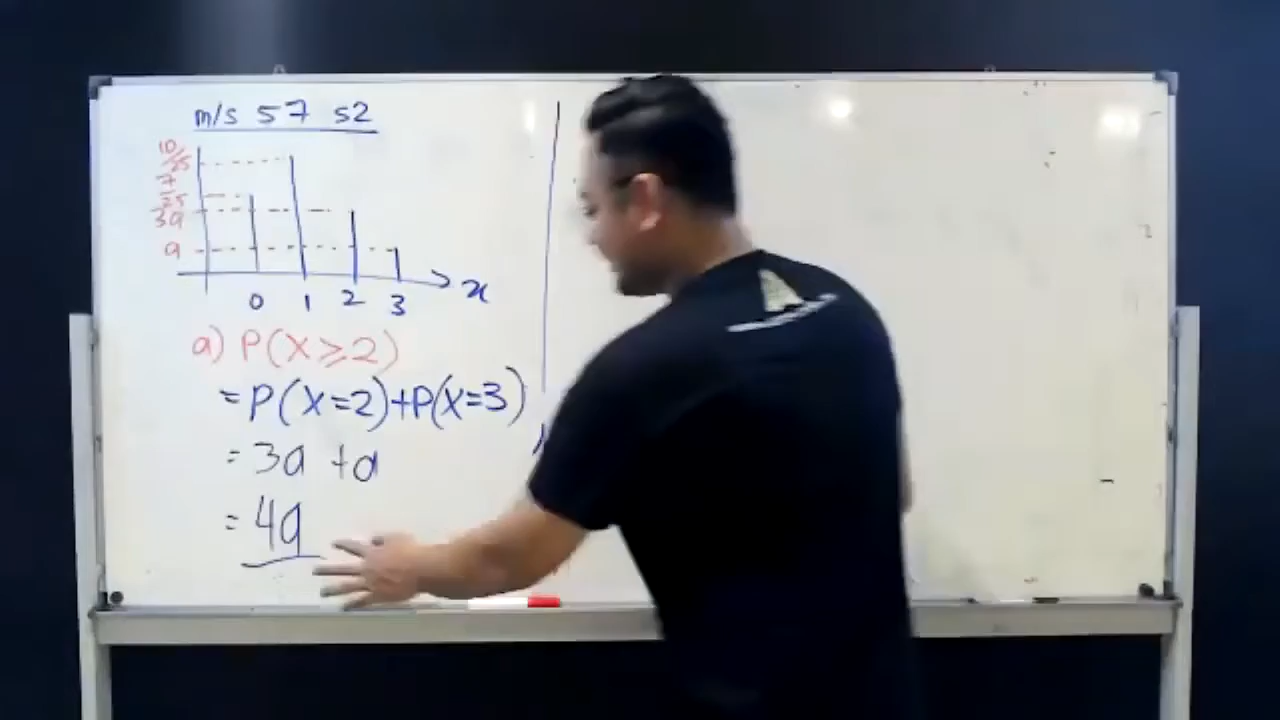 m/s 57 s2
10/25
7/25
3a
a
0 1 2 3 x
a) P(X≥2)
= P(X=2)+P(X=3)
= 3a + a
= 4a